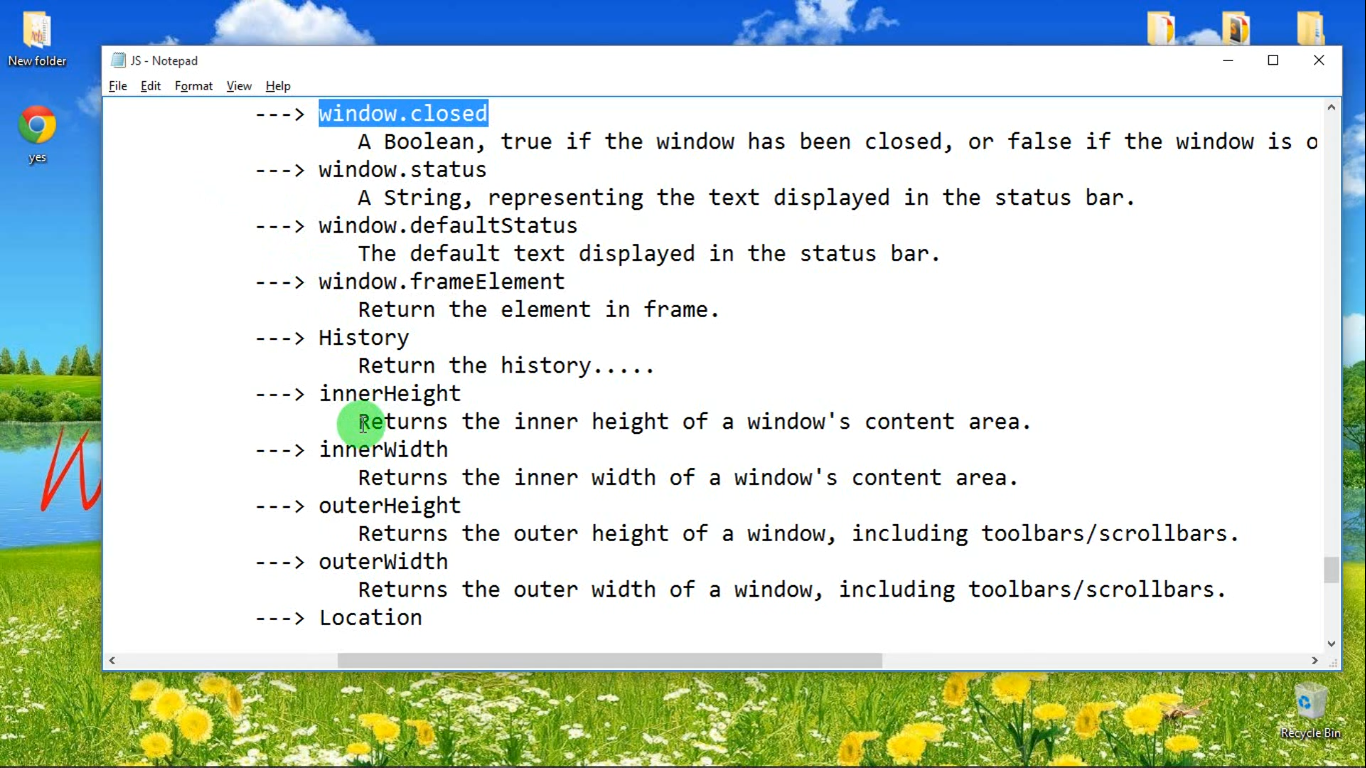 New folder
yes
JS - Notepad
File Edit Format View Help
---> window.closed
A Boolean, true if the window has been closed, or false if the window is o
---> window.status
A String, representing the text displayed in the status bar.
---> window.defaultStatus
The default text displayed in the status bar.
---> window.frameElement
Return the element in frame.
---> History
Return the history.....
---> innerHeight
Returns the inner height of a window's content area.
---> innerWidth
Returns the inner width of a window's content area.
---> outerHeight
Returns the outer height of a window, including toolbars/scrollbars.
---> outerWidth
Returns the outer width of a window, including toolbars/scrollbars.
---> Location
Recycle Bin